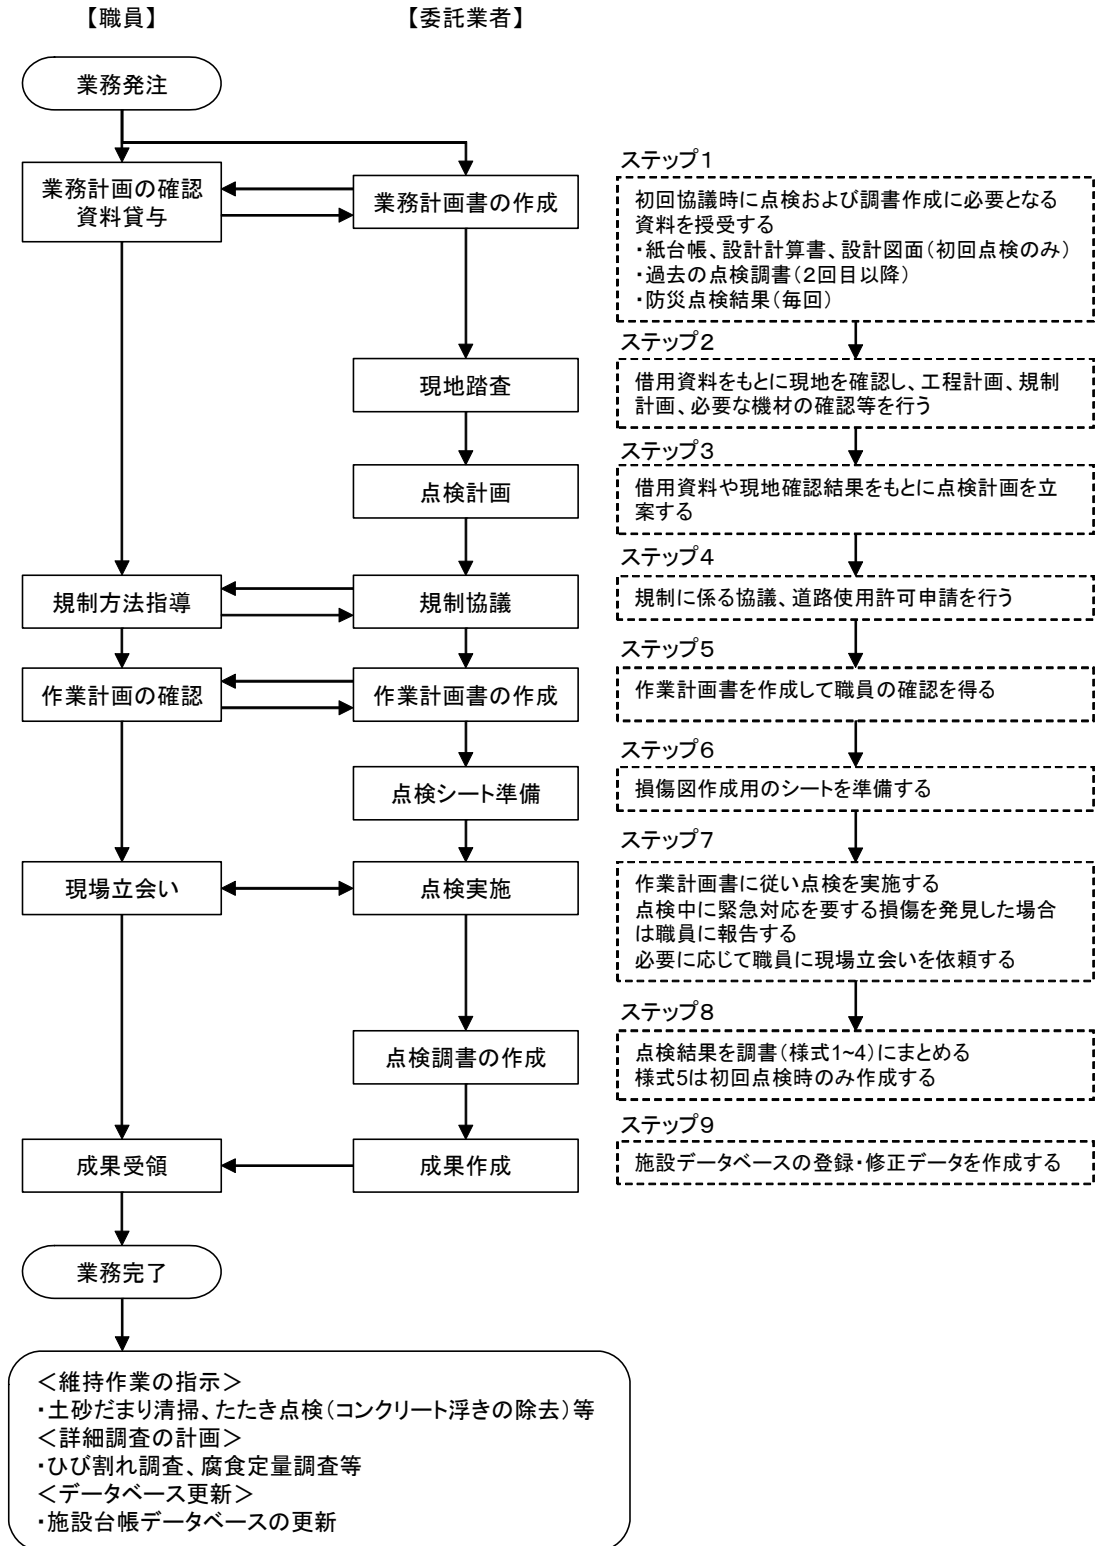 【職員】
【委託業者】
業務発注
業務計画の確認
資料貸与
業務計画書の作成
ステップ1
初回協議時に点検および調書作成に必要となる
資料を授受する
・紙台帳、設計計算書、設計図面(初回点検のみ)
・過去の点検調書(2回目以降)
・防災点検結果(毎回)
現地踏査
ステップ2
借用資料をもとに現地を確認し、工程計画、規制
計画、必要な機材の確認等を行う
点検計画
ステップ3
借用資料や現地確認結果をもとに点検計画を立
案する
規制方法指導
規制協議
ステップ4
規制に係る協議、道路使用許可申請を行う
作業計画の確認
作業計画書の作成
ステップ5
作業計画書を作成して職員の確認を得る
点検シート準備
ステップ6
損傷図作成用のシートを準備する
現場立会い
点検実施
ステップ7
作業計画書に従い点検を実施する
点検中に緊急対応を要する損傷を発見した場合
は職員に報告する
必要に応じて職員に現場立会いを依頼する
点検調書の作成
ステップ8
点検結果を調書(様式1~4)にまとめる
様式5は初回点検時のみ作成する
成果受領
成果作成
ステップ9
施設データベースの登録・修正データを作成する
業務完了
<維持作業の指示>
・土砂だまり清掃、たたき点検(コンクリート浮きの除去)等
<詳細調査の計画>
・ひび割れ調査、腐食定量調査等
<データベース更新>
・施設台帳データベースの更新